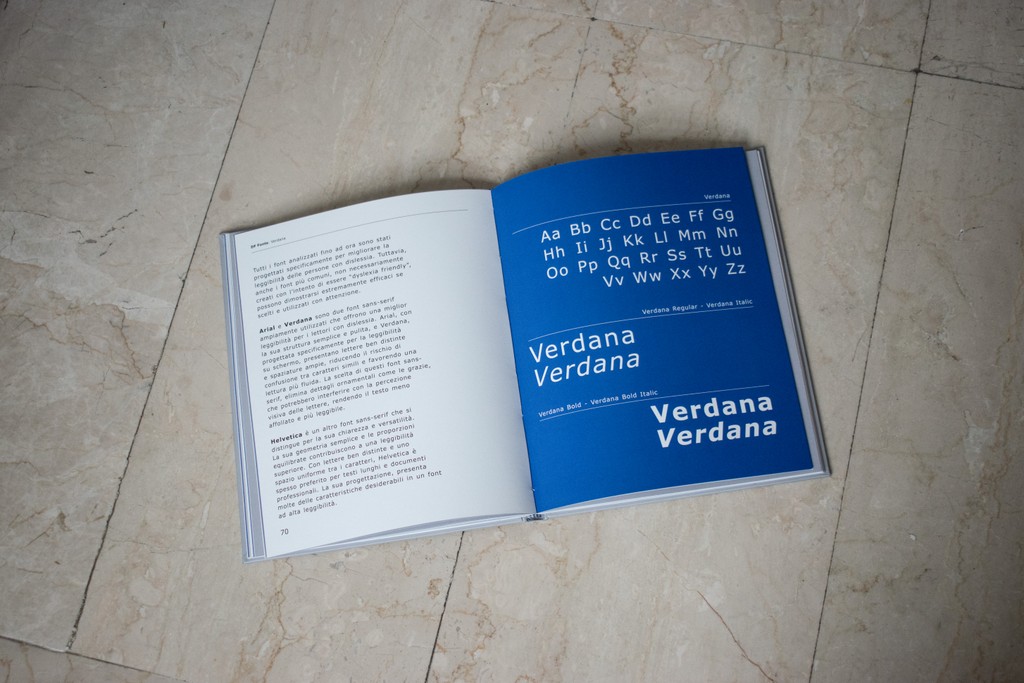 DF Fonts. Verdana
Tutti i font analizzati fino ad ora sono stati
progettati specificamente per migliorare la
leggibilità delle persone con dislessia. Tuttavia,
anche i font più comuni, non necessariamente
creati con l'intento di essere "dyslexia friendly",
possono dimostrarsi estremamente efficaci se
scelti e utilizzati con attenzione.
Arial e Verdana sono due font sans-serif
ampiamente utilizzati che offrono una miglior
leggibilità per i lettori con dislessia. Arial, con
la sua struttura semplice e pulita, e Verdana,
progettata specificamente per la leggibilità
su schermo, presentano lettere ben distinte
e spaziature ampie, riducendo il rischio di
confusione tra caratteri simili e favorendo una
lettura più fluida. La scelta di questi font sans-
serif, elimina dettagli ornamentali come le grazie,
che potrebbero interferire con la percezione
visiva delle lettere, rendendo il testo meno
affollato e più leggibile.
Helvetica è un altro font sans-serif che si
distingue per la sua chiarezza e versatilità.
La sua geometria semplice e le proporzioni
equilibrate contribuiscono a una leggibilità
superiore. Con lettere ben distinte e uno
spazio uniforme tra i caratteri, Helvetica è
spesso preferito per testi lunghi e documenti
professionali. La sua progettazione, presenta
molte delle caratteristiche desiderabili in un font
ad alta leggibilità.
70
Verdana
Aa Bb Cc Dd Ee Ff Gg
Hh Ii Jj Kk Ll Mm Nn
Oo Pp Qq Rr Ss Tt Uu
Vv Ww Xx Yy Zz
Verdana Regular - Verdana Italic
Verdana
Verdana
Verdana Bold - Verdana Bold Italic
Verdana
Verdana